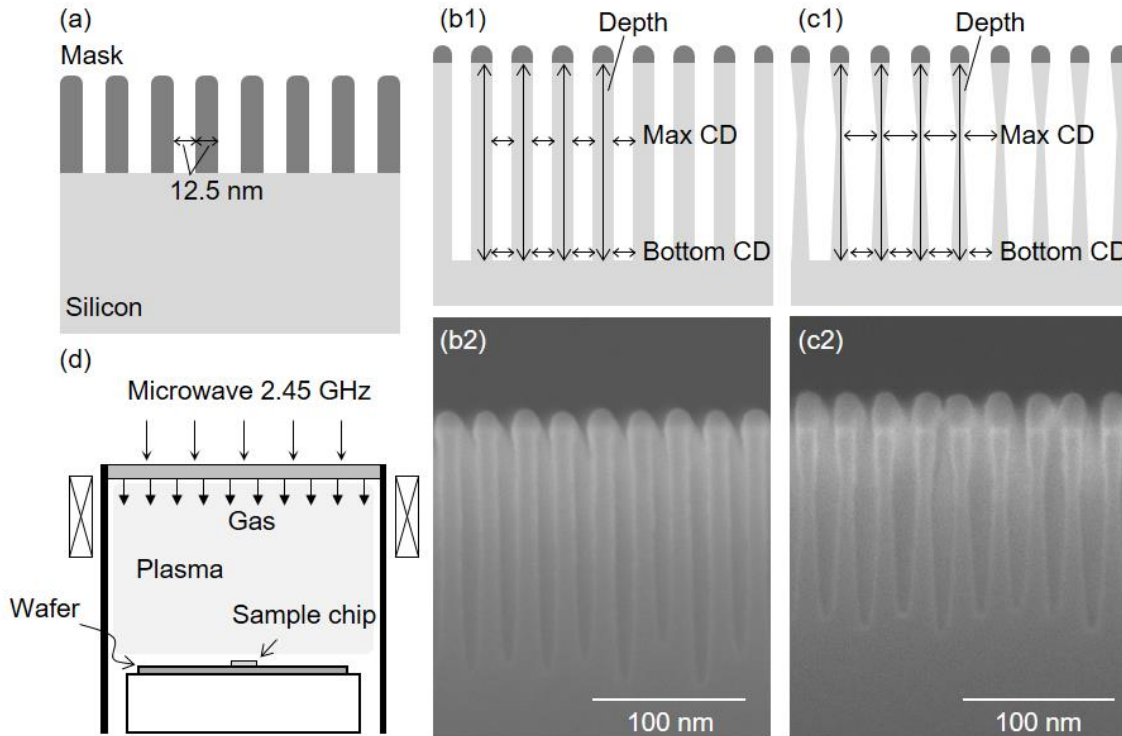 (a)
Mask
12.5 nm
Silicon
(b1)
Depth
Max CD
Bottom CD
(c1)
Depth
Max CD
Bottom CD
(d)
Microwave 2.45 GHz
Gas
Plasma
Wafer
Sample chip
(b2)
100 nm
(c2)
100 nm